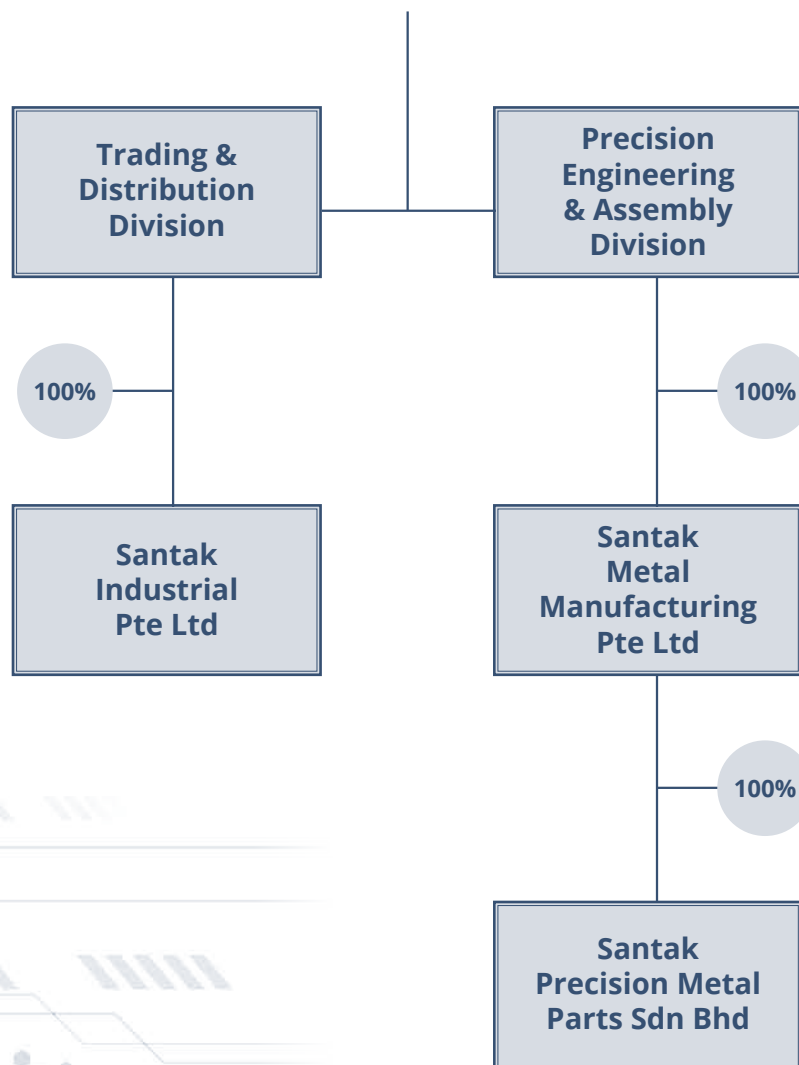 Trading &
Distribution
Division
Precision
Engineering
& Assembly
Division
100%
100%
Santak
Industrial
Pte Ltd
Santak
Metal
Manufacturing
Pte Ltd
100%
Santak
Precision Metal
Parts Sdn Bhd